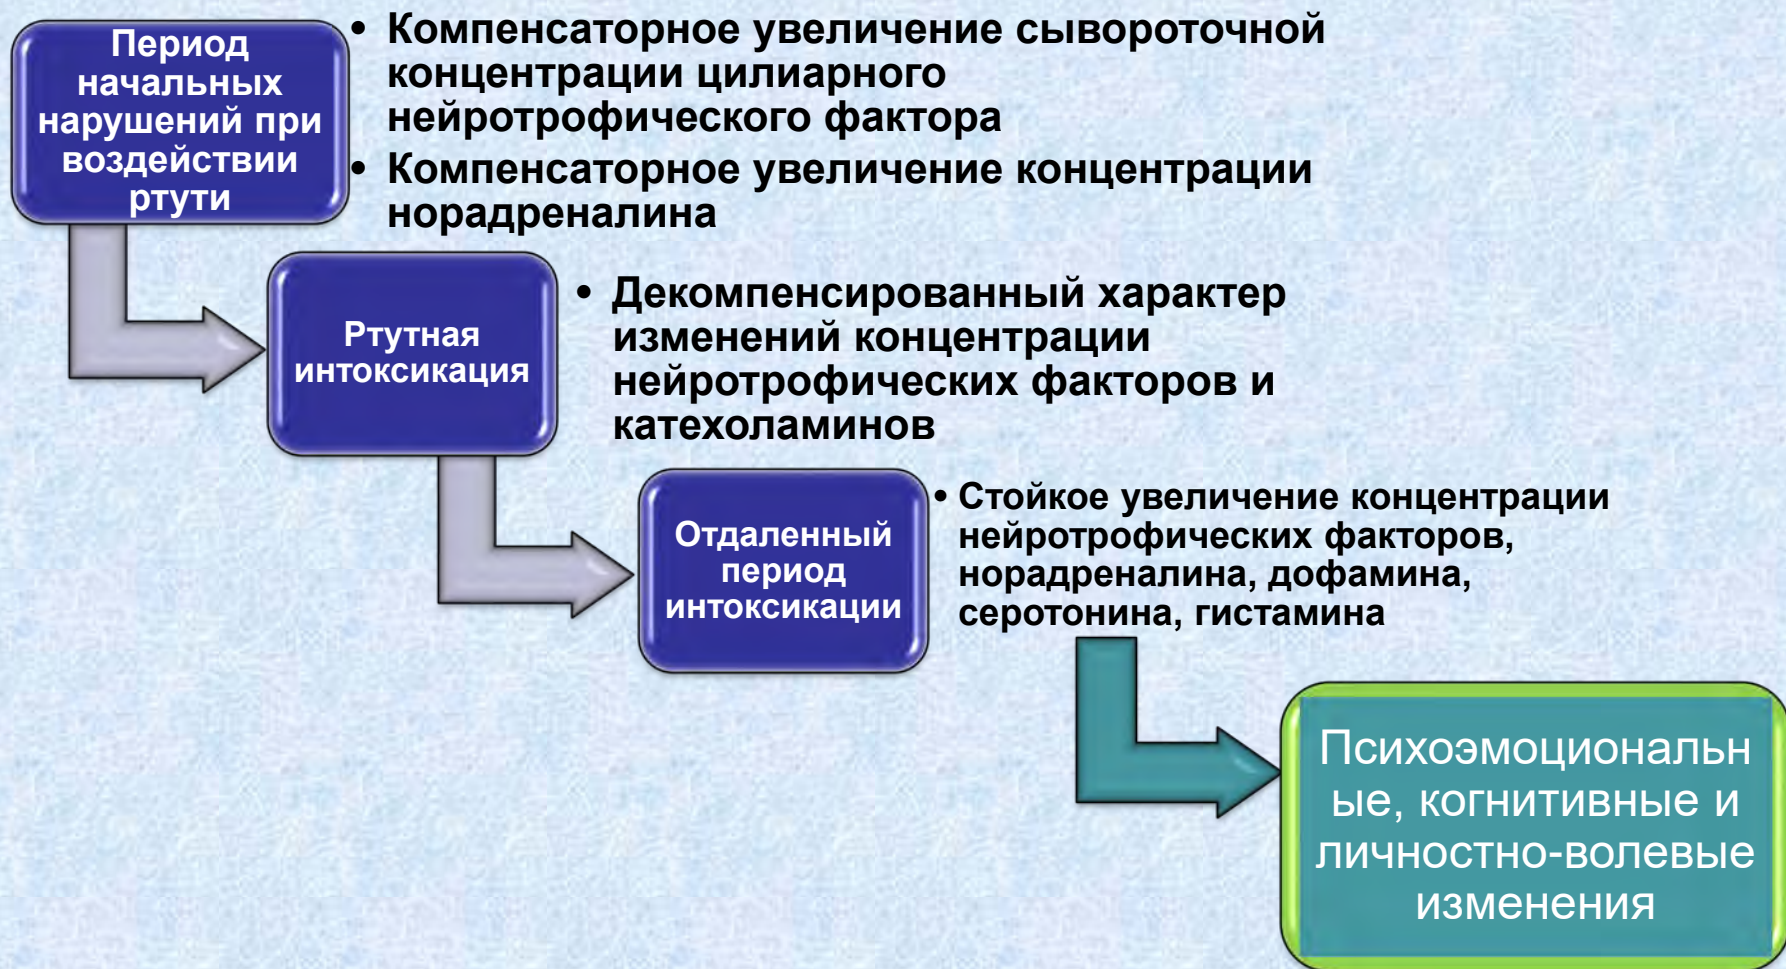 Период
начальных
нарушений при
воздействии
ртути
• Компенсаторное увеличение сывороточной
концентрации цилиарного
нейротрофического фактора
• Компенсаторное увеличение концентрации
норадреналина
Ртутная
интоксикация
• Декомпенсированный характер
изменений концентрации
нейротрофических факторов и
катехоламинов
Отдаленный
период
интоксикации
• Стойкое увеличение концентрации
нейротрофических факторов,
норадреналина, дофамина,
серотонина, гистамина
Психоэмоциональн
ые, когнитивные и
личностно-волевые
изменения